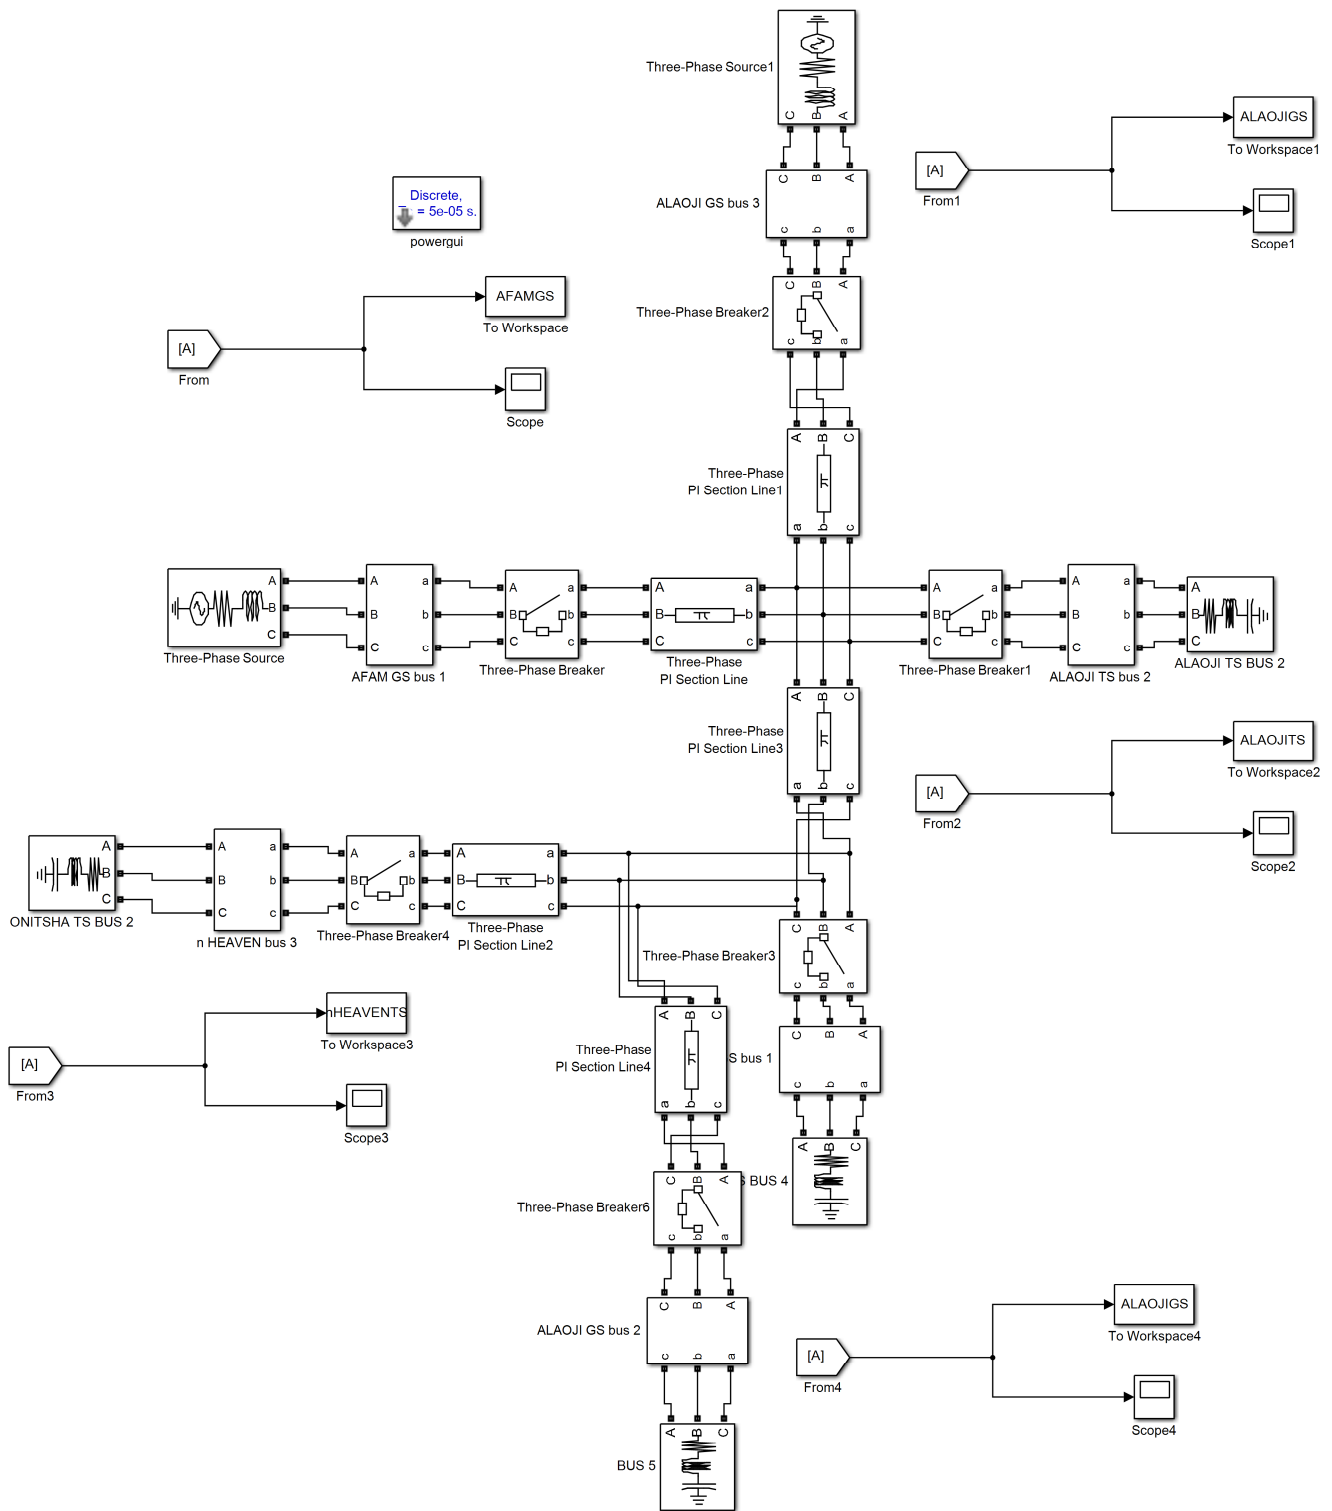 Three-Phase Source1
C B A
C B A
ALAOJI GS bus 3
c b a
C B A
Three-Phase Breaker2
c b a
A B C
Three-Phase
PI Section Line1
a b c
[A]
From1
ALAOJIGS
To Workspace1
Scope1
Discrete,
= 5e-05 s.
powergui
[A]
From
AFAMGS
To Workspace
Scope
A
B
C
Three-Phase Source
A a
B b
C c
AFAM GS bus 1
A a
B b
C c
Three-Phase Breaker
A a
B b
C c
Three-Phase
PI Section Line
A a
B b
C c
Three-Phase Breaker1
A a
B b
C c
ALAOJI TS bus 2
A
B
C
ALAOJI TS BUS 2
A B C
Three-Phase
PI Section Line3
a b c
[A]
From2
ALAOJITS
To Workspace2
Scope2
A
B
C
ONITSHA TS BUS 2
A a
B b
C c
n HEAVEN bus 3
A a
B b
C c
Three-Phase Breaker4
A a
B b
C c
Three-Phase
PI Section Line2
C B A
Three-Phase Breaker3
c b a
C B A
S bus 1
c b a
A B C
S BUS 4
[A]
From3
nHEAVENTS
To Workspace3
Scope3
A B C
Three-Phase
PI Section Line4
a b c
C B A
Three-Phase Breaker6
c b a
C B A
ALAOJI GS bus 2
c b a
A B C
BUS 5
[A]
From4
ALAOJIGS
To Workspace4
Scope4